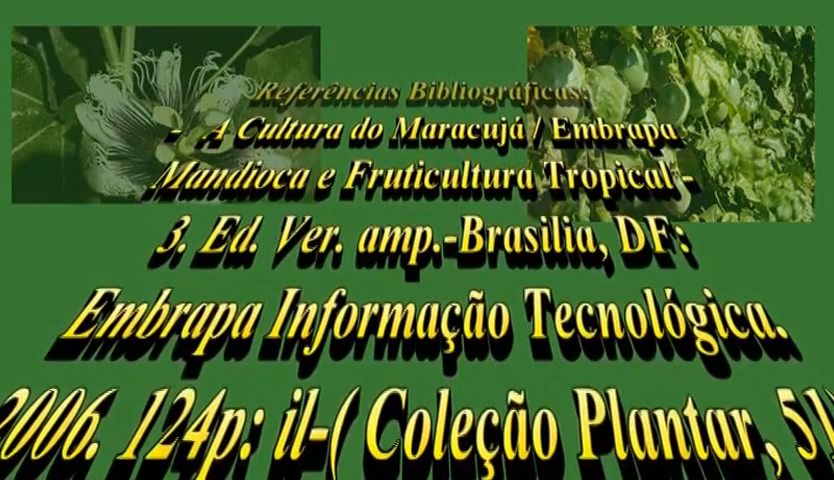 Referências Bibliográficas:
- A Cultura do Maracujá / Embrapa
Mandioca e Fruticultura Tropical -
3. Ed. Ver. amp.-Brasilia, DF:
Embrapa Informação Tecnológica.
2006. 124p: il-( Coleção Plantar, 51